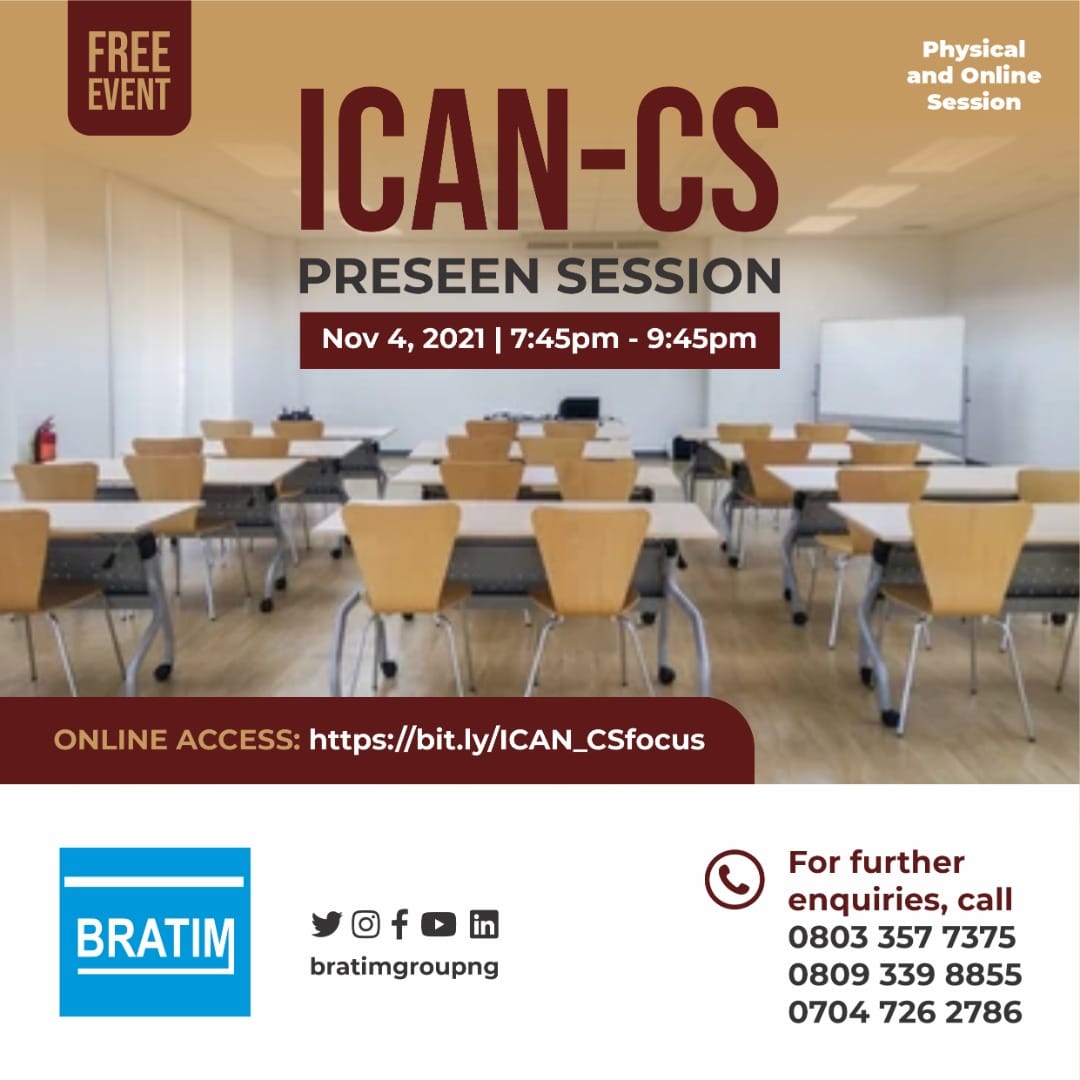 FREE
EVENT
Physical
and Online
Session
ICAN-CS
PRESEEN SESSION
Nov 4, 2021 | 7:45pm - 9:45pm
ONLINE ACCESS: https://bit.ly/ICAN_CSfocus
BRATIM
bratimgroupng
For further
enquiries, call
0803 357 7375
0809 339 8855
0704 726 2786